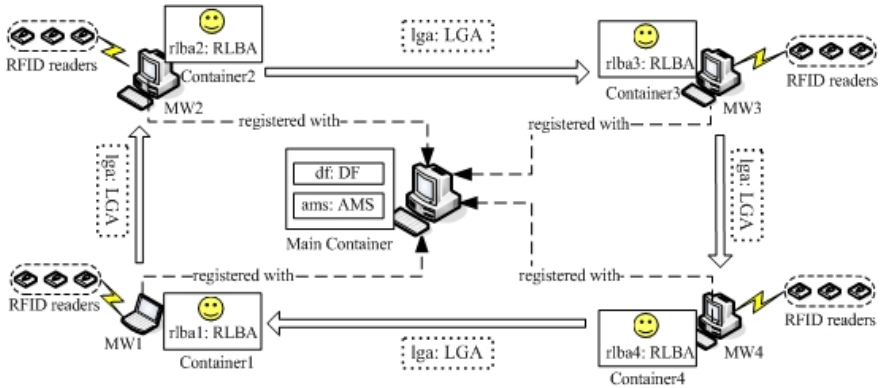 rlba2: RLBA
RFID readers
Container2
MW2
lga: LGA
rlba3: RLBA
Container3
RFID readers
MW3
registered with
registered with
lga: LGA
df: DF
ams: AMS
Main Container
lga: LGA
registered with
registered with
RFID readers
MW1
rlba1: RLBA
Container1
lga: LGA
rlba4: RLBA
Container4
MW4
RFID readers